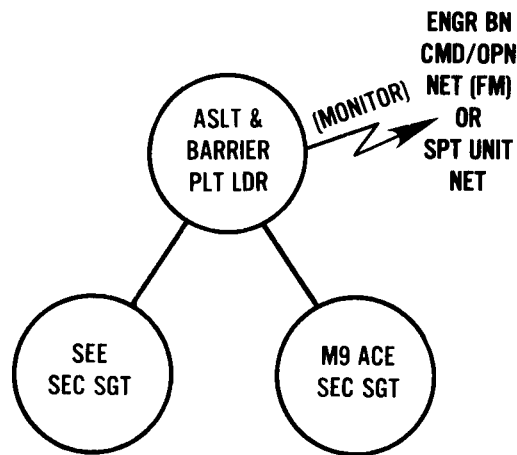 ENGR BN
CMD/OPN
NET (FM)
OR
SPT UNIT
NET
(MONITOR)
ASLT &
BARRIER
PLT LDR
SEE
SEC SGT
M9 ACE
SEC SGT